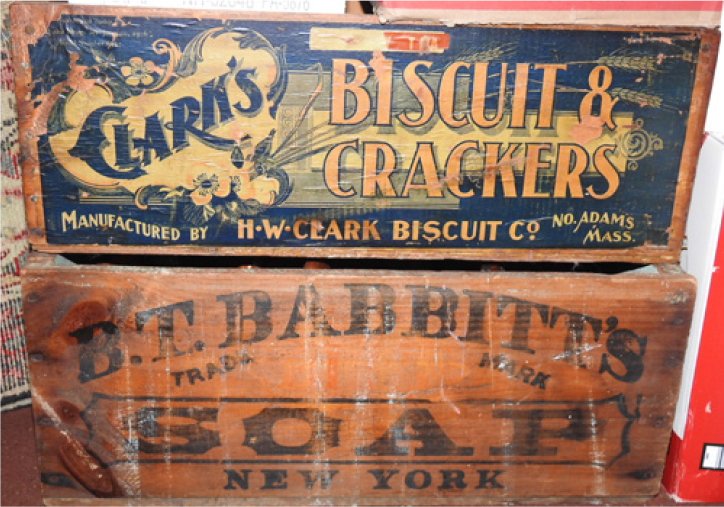 CLARK'S
BISCUIT &
CRACKERS
MANUFACTURED BY H·W·CLARK BISCUIT Cº NO. ADAMS
MASS.
B.T. BABBITT'S
TRADE MARK
SOAP
NEW YORK